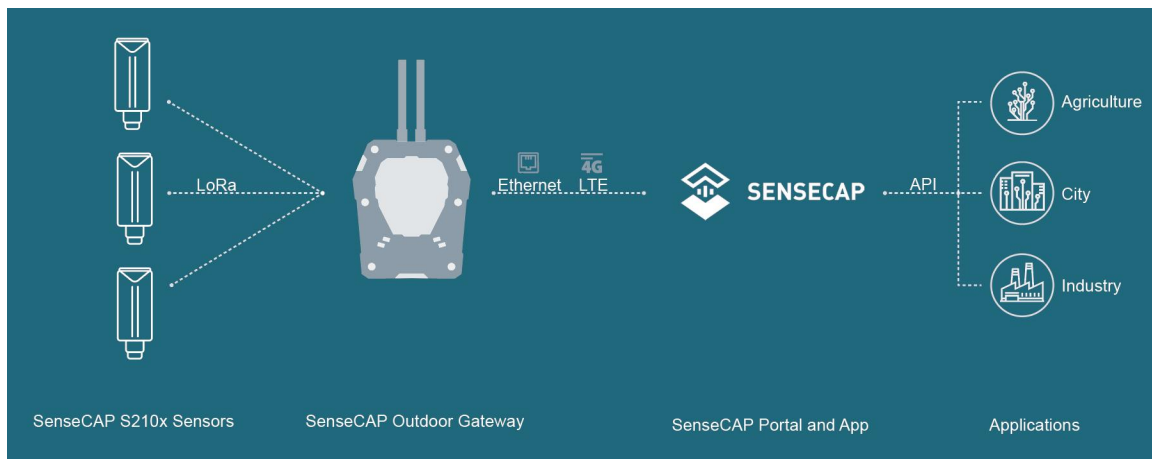 LoRa
Ethernet
4G
LTE
SENSECAP
API
Agriculture
City
Industry
SenseCAP S210x Sensors
SenseCAP Outdoor Gateway
SenseCAP Portal and App
Applications